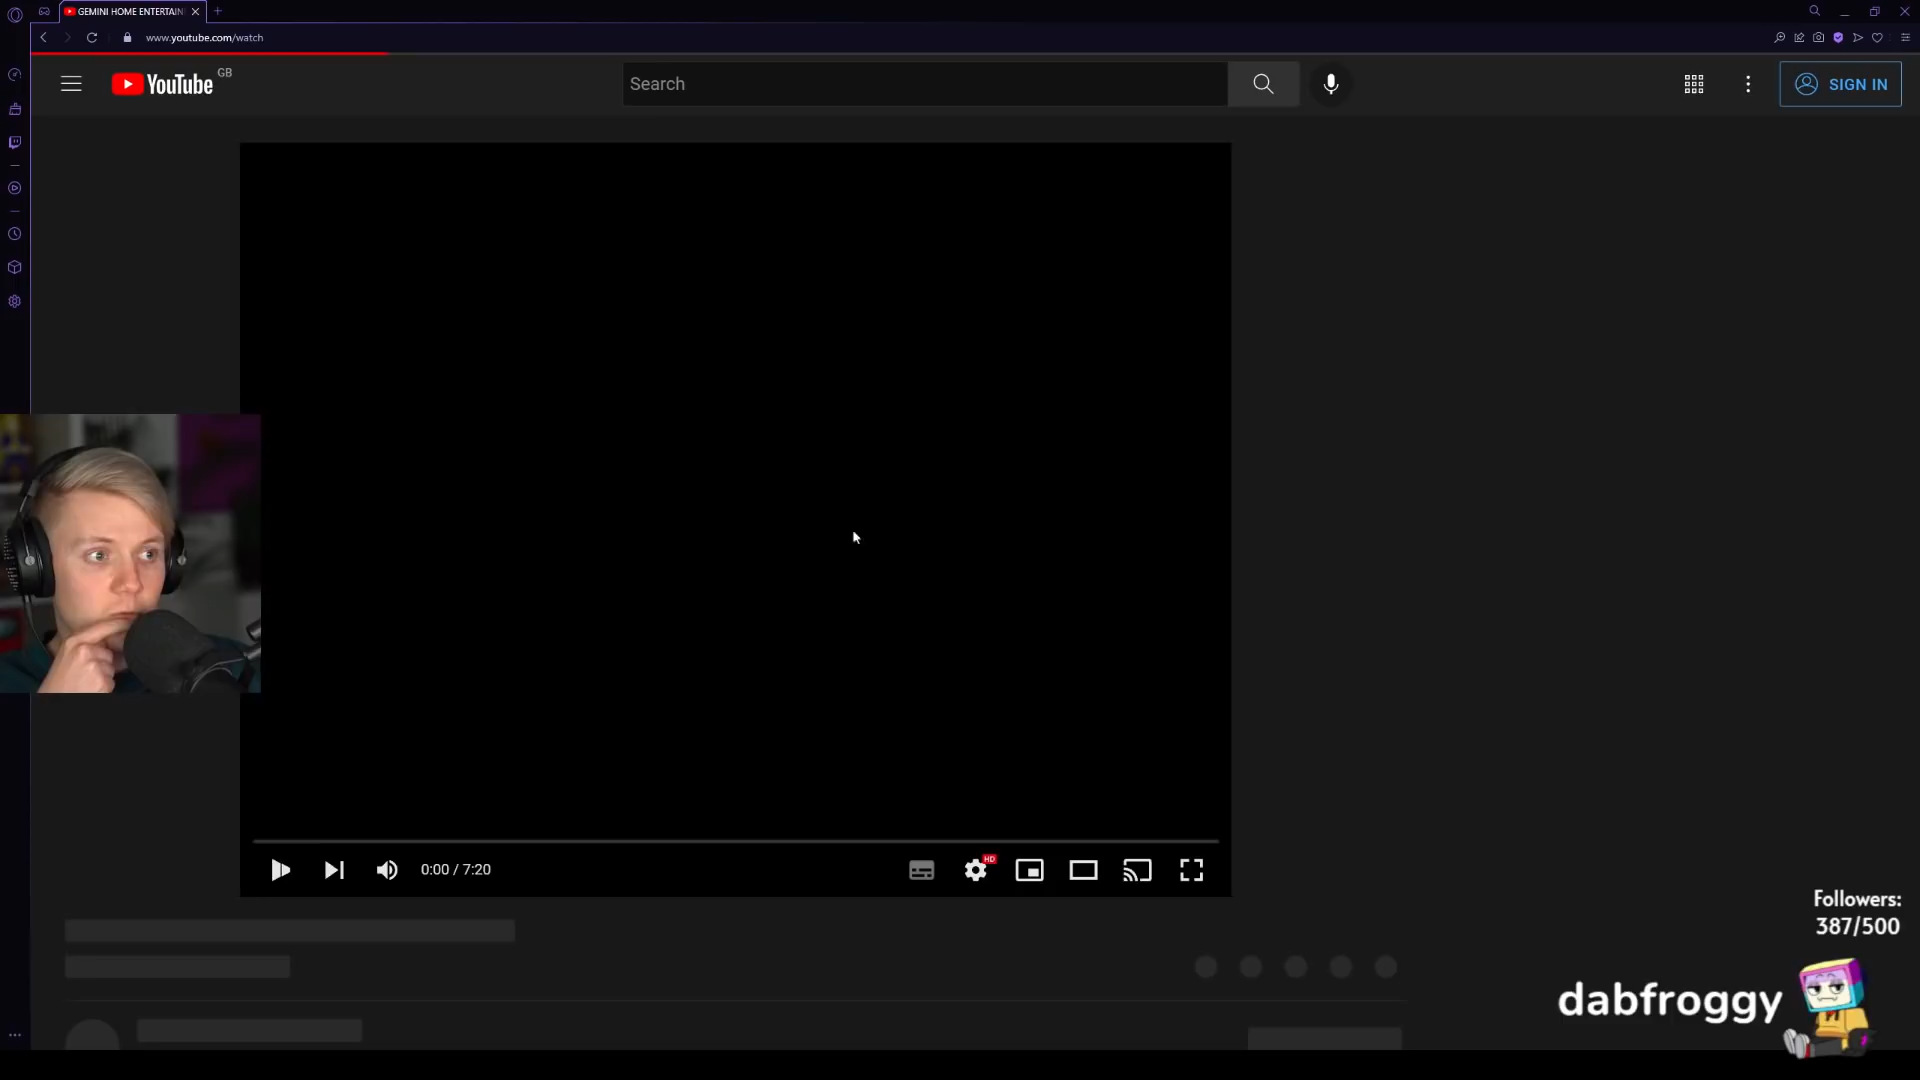 GEMINI HOME ENTERTAIN
www.youtube.com/watch
YouTube GB
Search
SIGN IN
HD
0:00 / 7:20
Followers:
387/500
dabfroggy